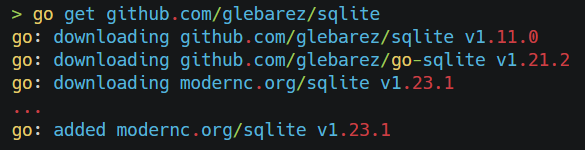 > go get github.com/glebarez/sqlite
go: downloading github.com/glebarez/sqlite v1.11.0
go: downloading github.com/glebarez/go-sqlite v1.21.2
go: downloading modernc.org/sqlite v1.23.1
...
go: added modernc.org/sqlite v1.23.1